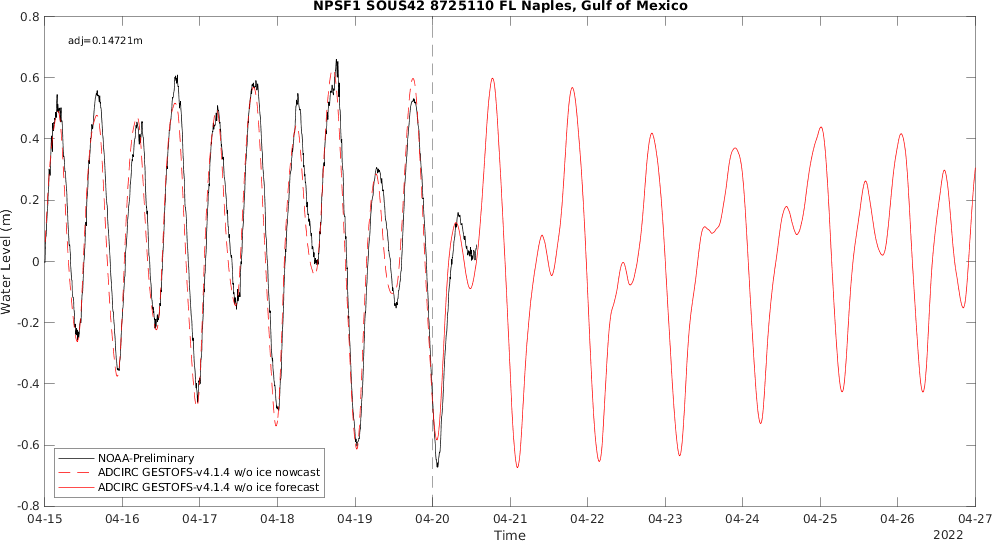 NPSF1 SOUS42 8725110 FL Naples, Gulf of Mexico
0.8
adj=0.14721m
0.6
0.4
0.2
0
-0.2
-0.4
-0.6
-0.8
Water Level (m)
NOAA-Preliminary
ADCIRC GESTOFS-v4.1.4 w/o ice nowcast
ADCIRC GESTOFS-v4.1.4 w/o ice forecast
04-15 04-16 04-17 04-18 04-19 04-20 04-21 04-22 04-23 04-24 04-25 04-26 04-27
Time
2022